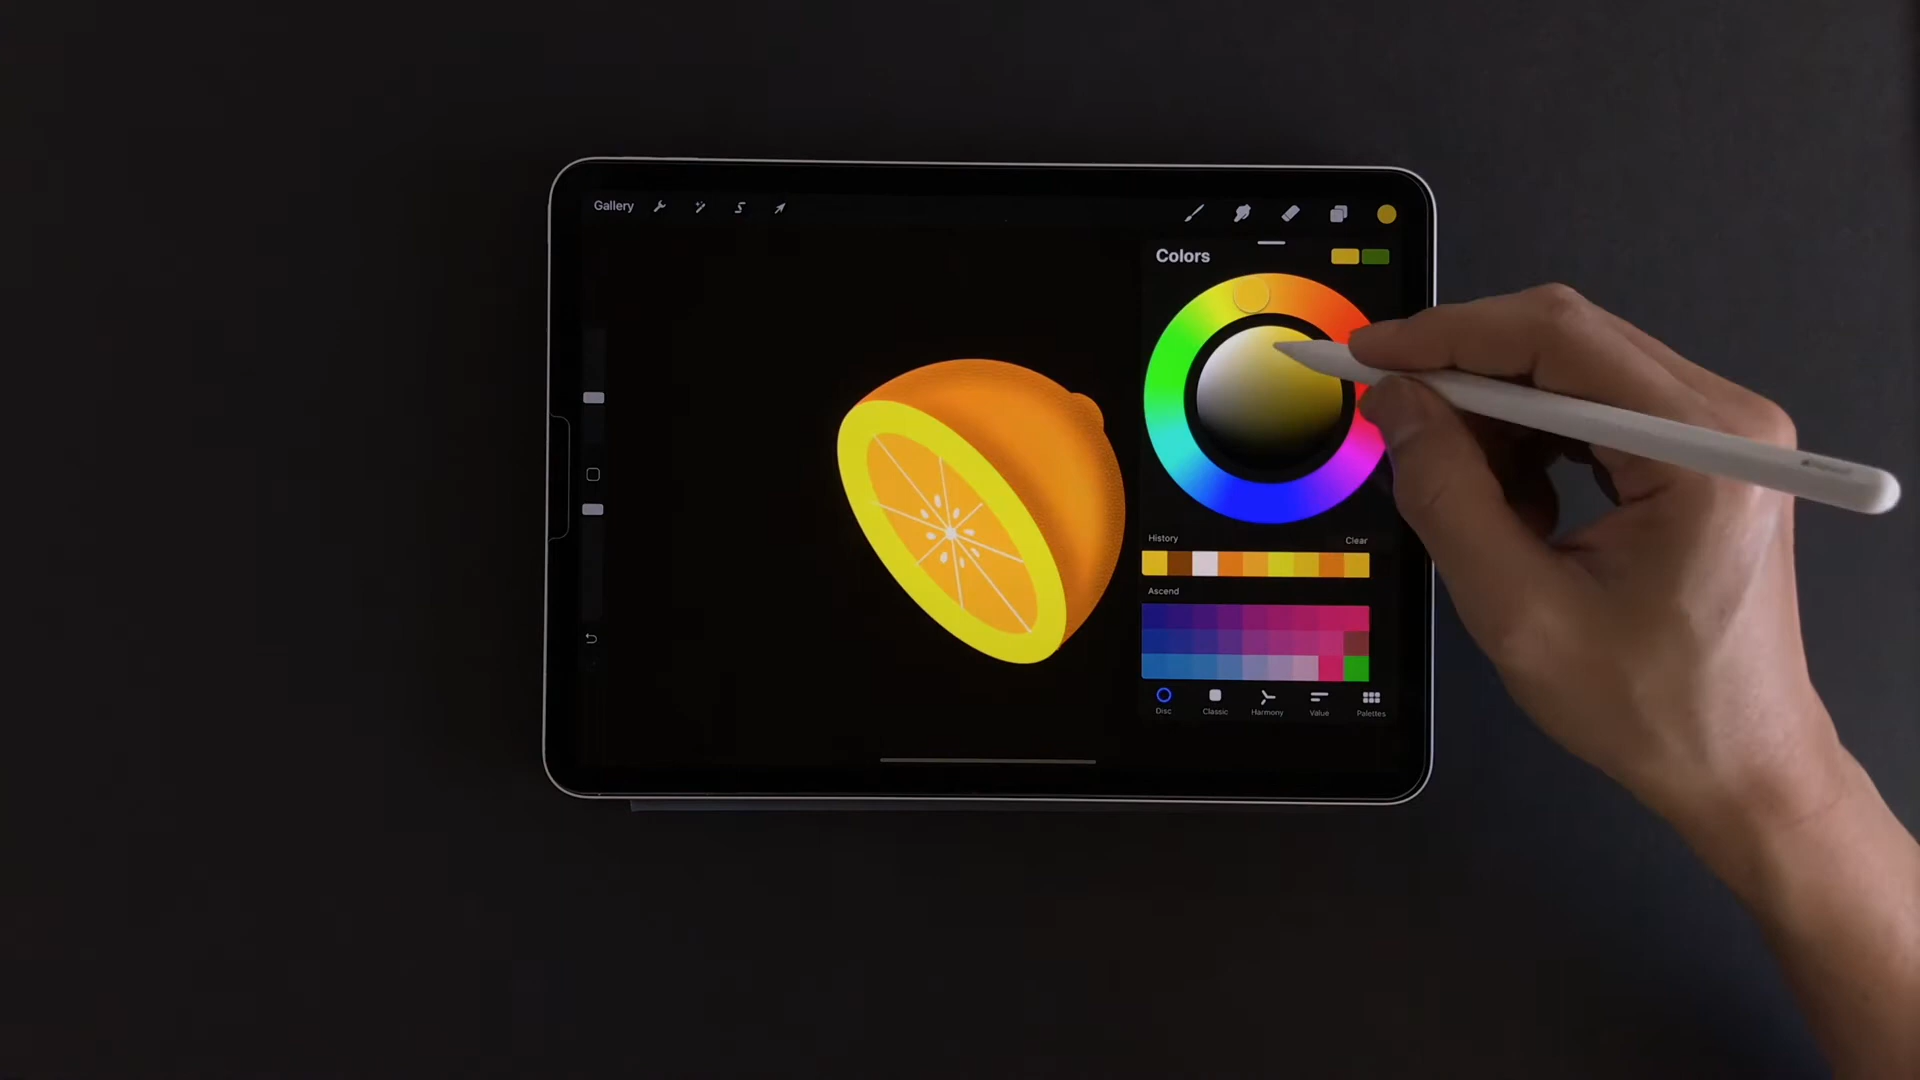 Gallery
Colors
History Clear
Ascend
Disc Classic Harmony Value Palettes